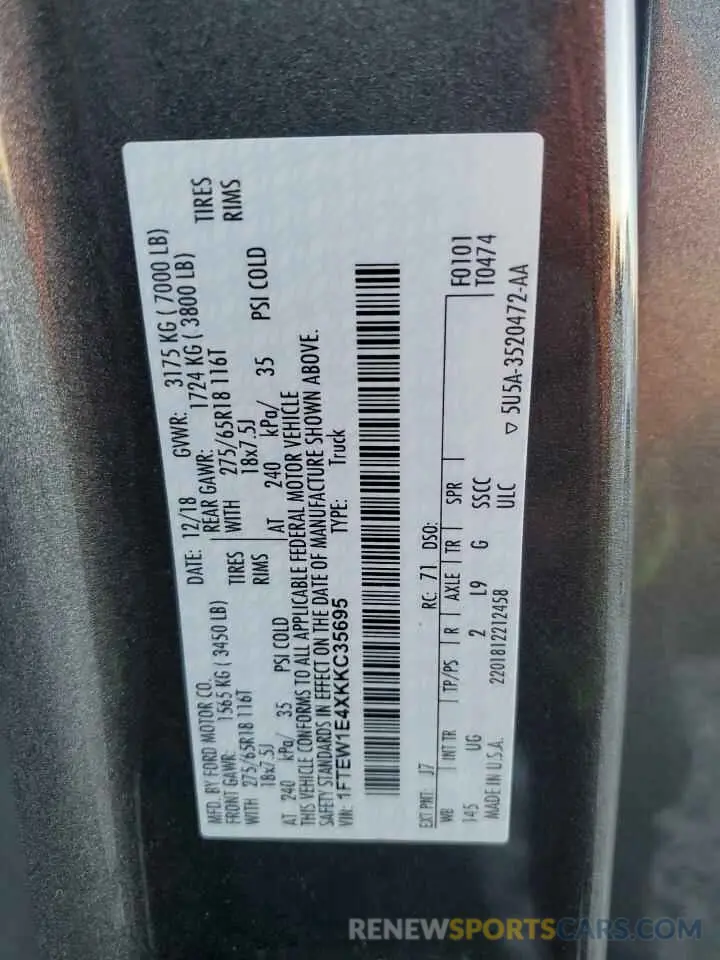 MFD. BY FORD MOTOR CO.
DATE: 12/18 GVWR: 3175 KG ( 7000 LB)
FRONT GAWR: 1565 KG ( 3450 LB)
REAR GAWR: 1724 KG ( 3800 LB)
WITH 275/65R18 116T TIRES
WITH 275/65R18 116T TIRES
18x7.5J RIMS
18x7.5J RIMS
AT 240 kPa/ 35 PSI COLD
AT 240 kPa/ 35 PSI COLD
THIS VEHICLE CONFORMS TO ALL APPLICABLE FEDERAL MOTOR VEHICLE
SAFETY STANDARDS IN EFFECT ON THE DATE OF MANUFACTURE SHOWN ABOVE.
VIN: 1FTEW1E4XKKC35695
TYPE: Truck
EXT PNT: J7 RC: 71 DSO:
WB INT TR TP/PS R AXLE TR SPR F0101
145 UG 2 L9 G SSCC T0474
MADE IN U.S.A. 2201812212458 ULC
▽ 5U5A-3520472-AA
RENEWSPORTSCARS.COM